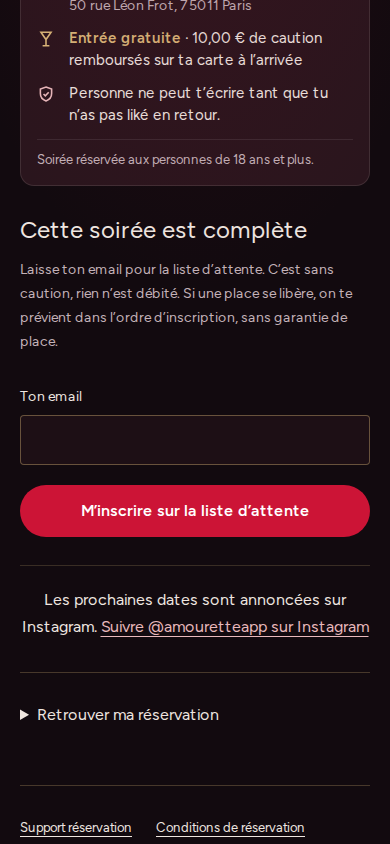 50 rue Léon Frot, 75011 Paris
Entrée gratuite · 10,00 € de caution
remboursés sur ta carte à l’arrivée
Personne ne peut t’écrire tant que tu
n’as pas liké en retour.
Soirée réservée aux personnes de 18 ans et plus.
Cette soirée est complète
Laisse ton email pour la liste d’attente. C’est sans
caution, rien n’est débité. Si une place se libère, on te
prévient dans l’ordre d’inscription, sans garantie de
place.
Ton email
M’inscrire sur la liste d’attente
Les prochaines dates sont annoncées sur
Instagram. Suivre @amouretteapp sur Instagram
Retrouver ma réservation
Support réservation Conditions de réservation